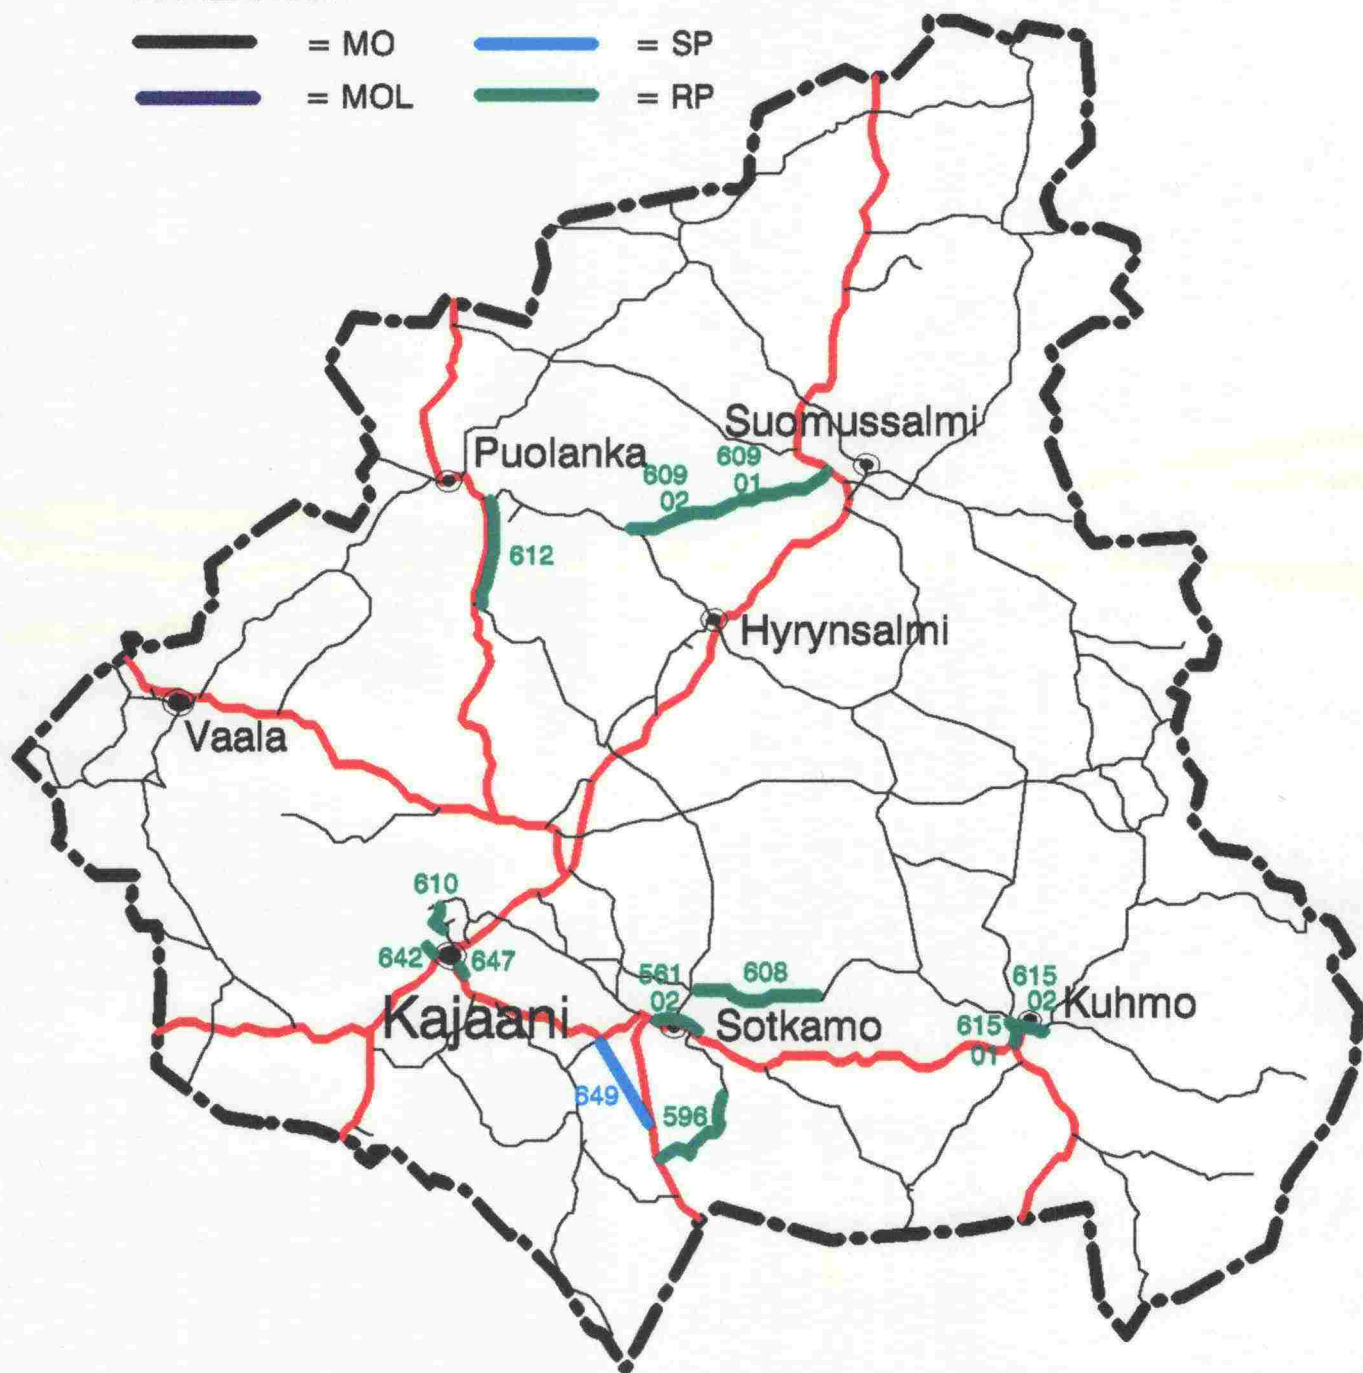 = MO
= SP
= MOL
= RP
Suomussalmi
Puolanka
609
01
609
02
612
Hyrynsalmi
Vaala
610
642
647
561
02
608
615
02
Kuhmo
Kajaani
Sotkamo
615
01
649
596